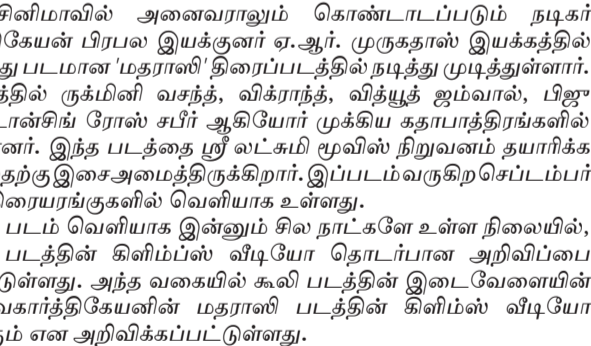 சினிமாவில் அனைவராலும் கொண்டாடப்படும் நடிகர்
கேயன் பிரபல இயக்குனர் ஏ.ஆர். முருகதாஸ் இயக்கத்தில்
து படமான 'மதராஸி' திரைப்படத்தில் நடித்து முடித்துள்ளார்.
த்தில் ருக்மினி வசந்த், விக்ராந்த், வித்யூத் ஜம்வால், பிஜு
டான்சிங் ரோஸ் சபீர் ஆகியோர் முக்கிய கதாபாத்திரங்களில்
னர். இந்த படத்தை ஸ்ரீ லட்சுமி மூவிஸ் நிறுவனம் தயாரிக்க
தற்கு இசை அமைத்திருக்கிறார். இப்படம் வருகிற செப்டம்பர்
ிரையரங்குகளில் வெளியாக உள்ளது.
படம் வெளியாக இன்னும் சில நாட்களே உள்ள நிலையில்,
படத்தின் கிளிம்ப்ஸ் வீடியோ தொடர்பான அறிவிப்பை
டுள்ளது. அந்த வகையில் கூலி படத்தின் இடைவேளையின்
வகார்த்திகேயனின் மதராஸி படத்தின் கிளிம்ஸ் வீடியோ
ும் என அறிவிக்கப்பட்டுள்ளது.